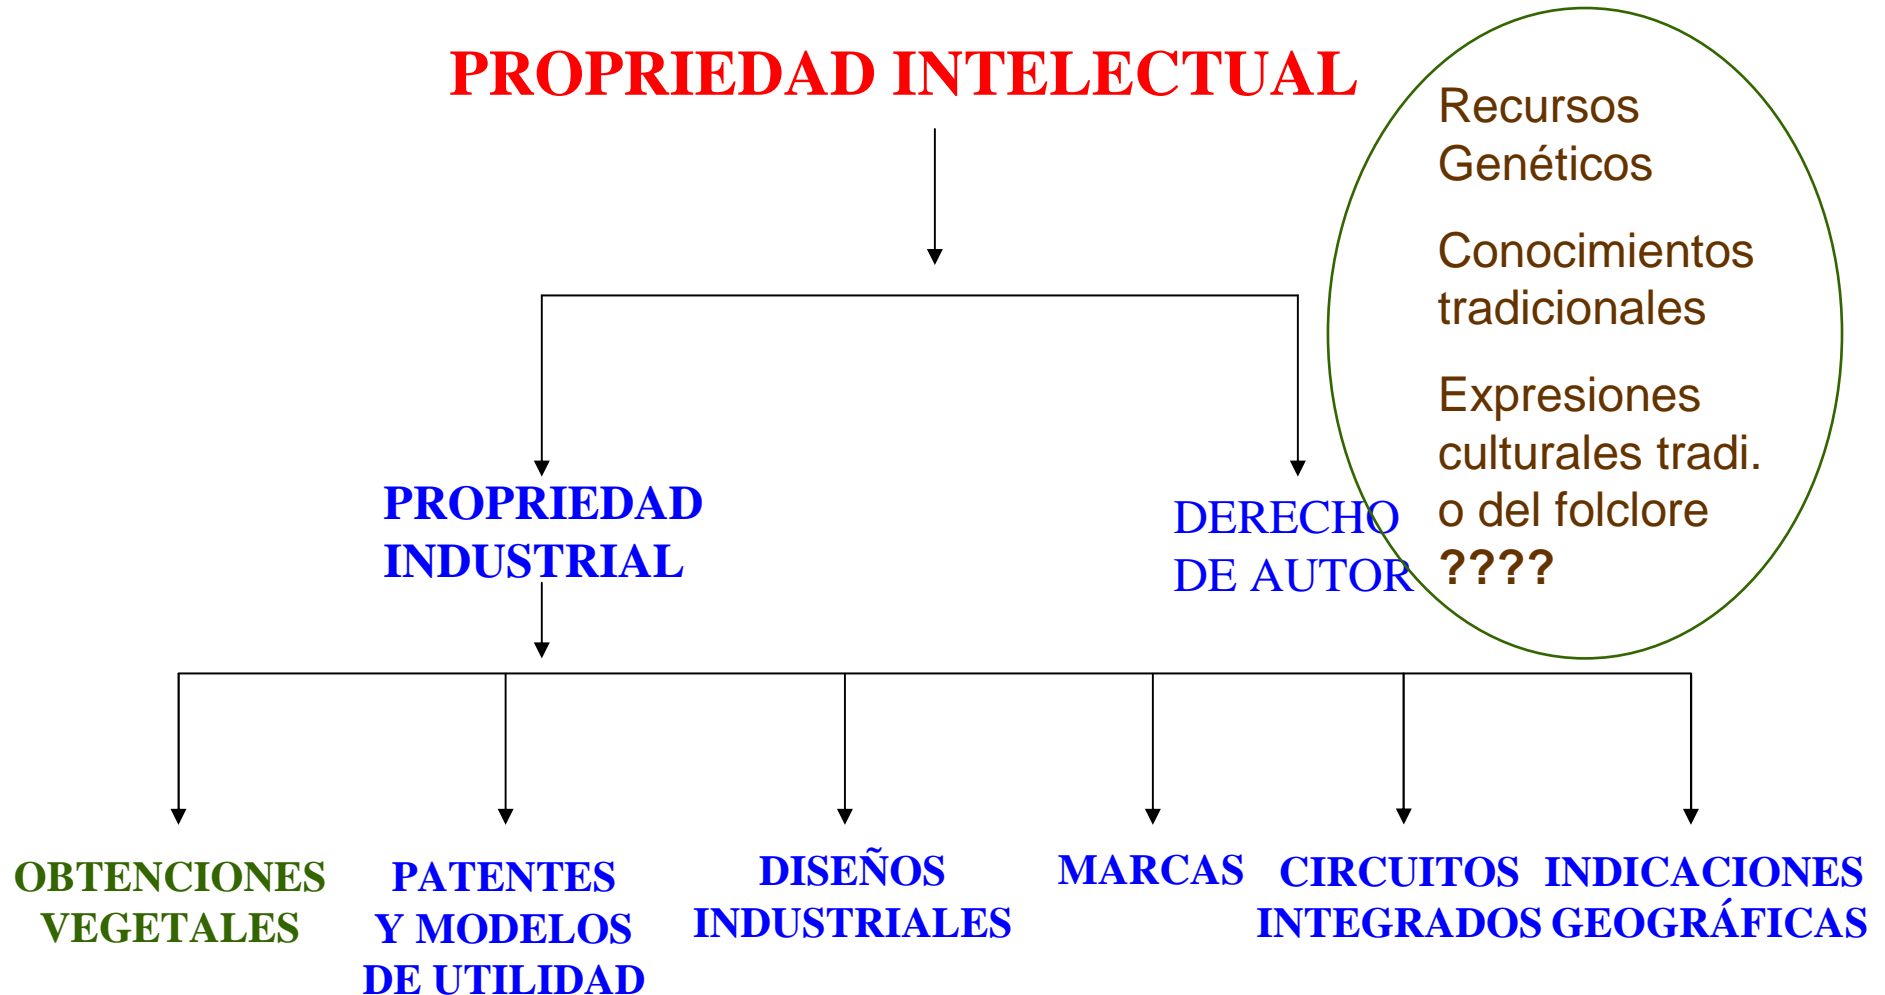 PROPRIEDAD INTELECTUAL
Recursos
Genéticos
Conocimientos
tradicionales
Expresiones
culturales tradi.
o del folclore
????
PROPRIEDAD
INDUSTRIAL
DERECHO
DE AUTOR
OBTENCIONES
VEGETALES
PATENTES
Y MODELOS
DE UTILIDAD
DISEÑOS
INDUSTRIALES
MARCAS
CIRCUITOS
INTEGRADOS
INDICACIONES
GEOGRÁFICAS